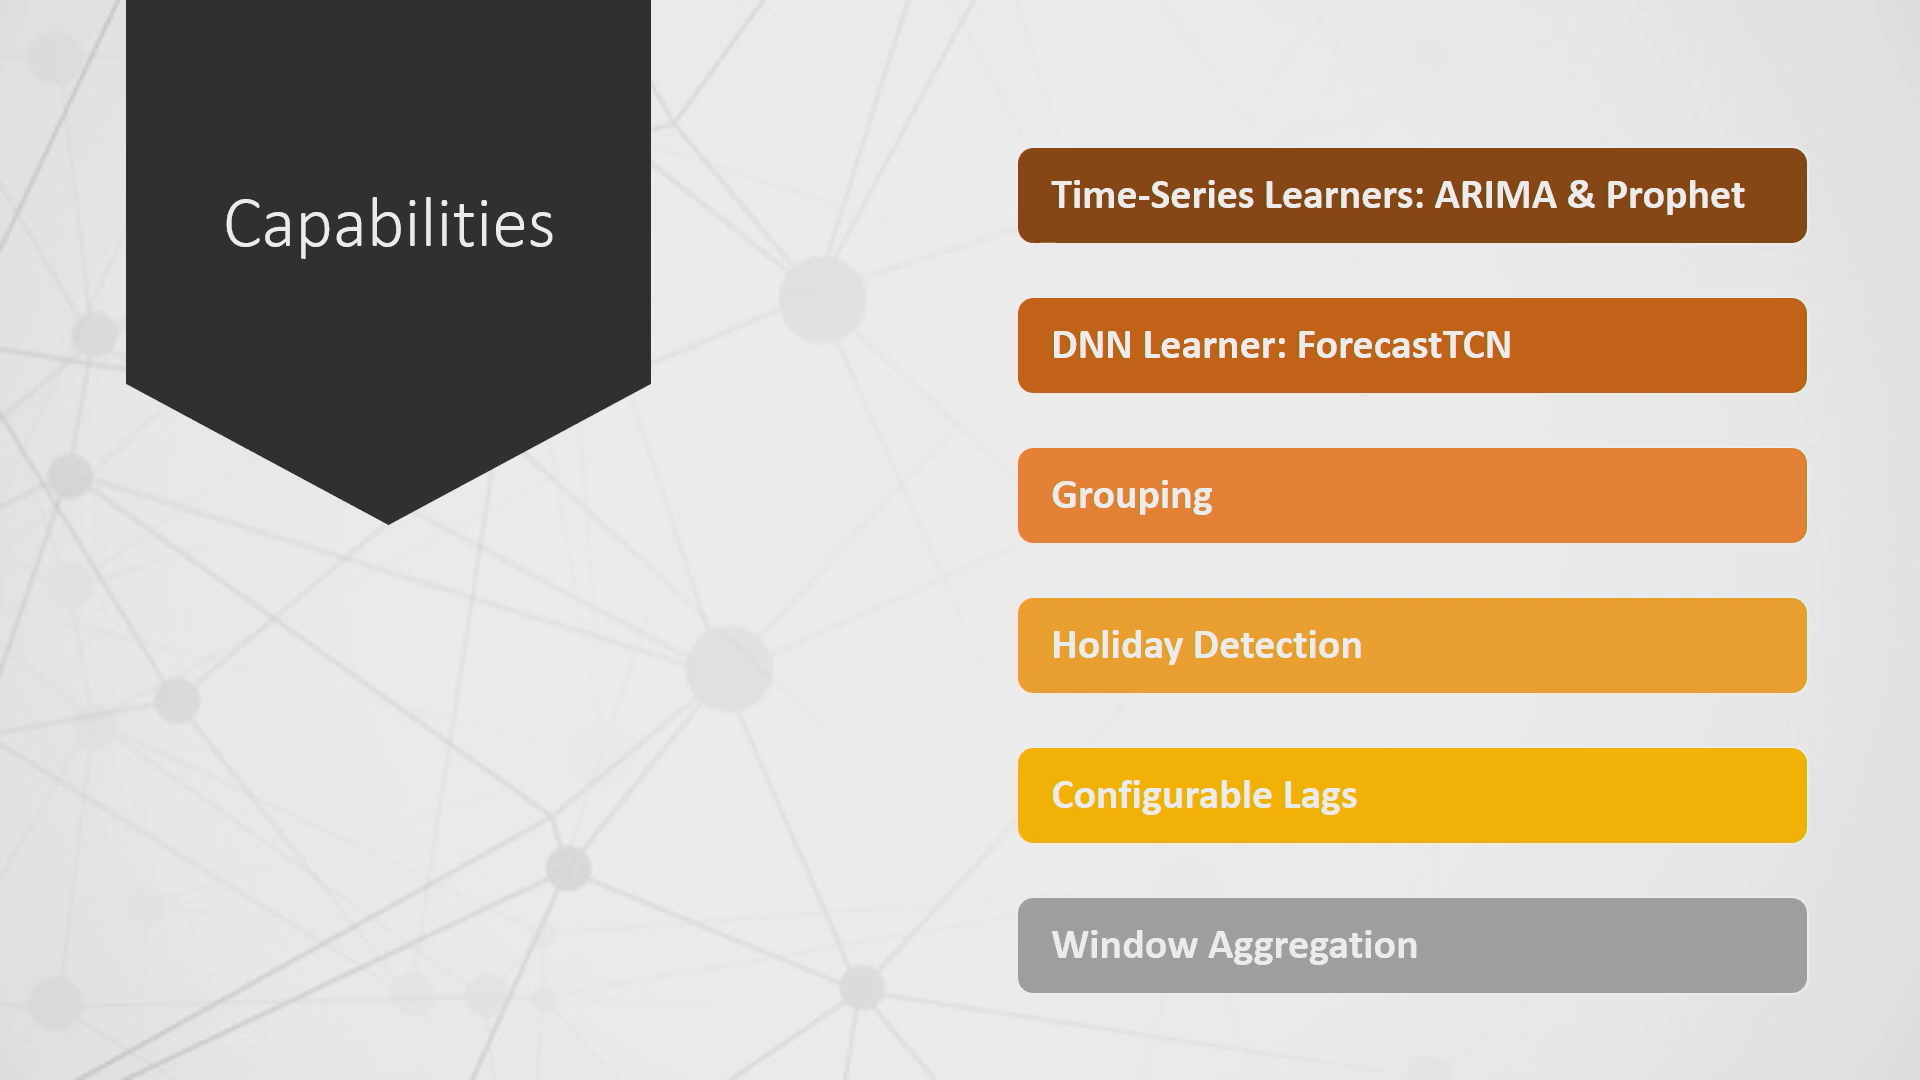 Capabilities
Time-Series Learners: ARIMA & Prophet
DNN Learner: ForecastTCN
Grouping
Holiday Detection
Configurable Lags
Window Aggregation